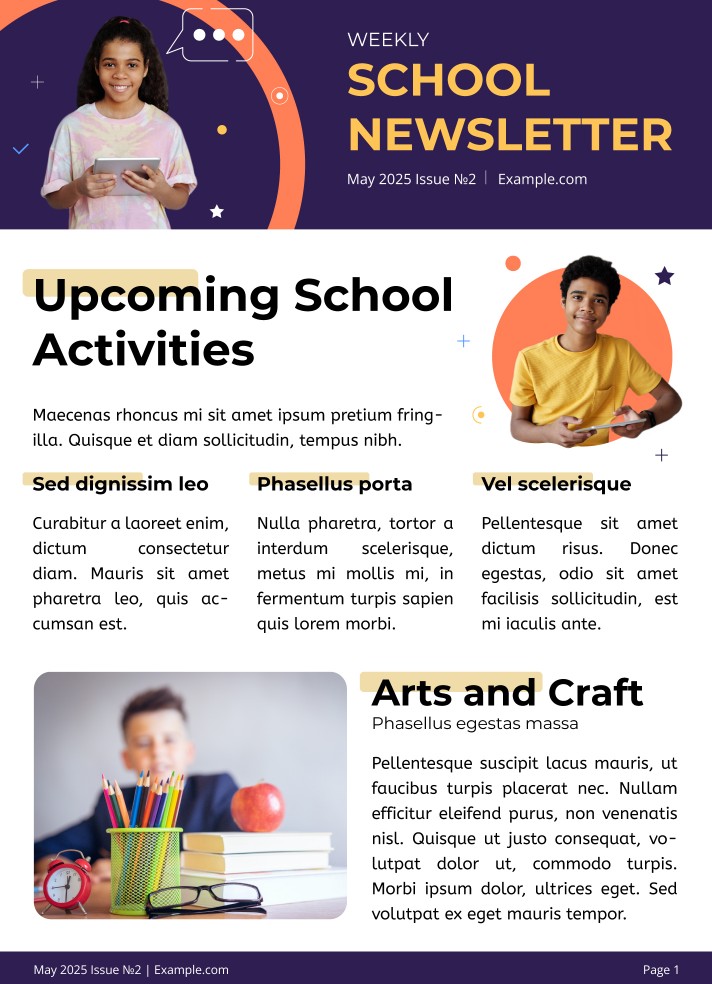 WEEKLY
SCHOOL
NEWSLETTER
May 2025 Issue №2 | Example.com
Upcoming School
Activities
Maecenas rhoncus mi sit amet ipsum pretium fring-
illa. Quisque et diam sollicitudin, tempus nibh.
Sed dignissim leo
Curabitur a laoreet enim,
dictum consectetur
diam. Mauris sit amet
pharetra leo, quis ac-
cumsan est.
Phasellus porta
Nulla pharetra, tortor a
interdum scelerisque,
metus mi mollis mi, in
fermentum turpis sapien
quis lorem morbi.
Vel scelerisque
Pellentesque sit amet
dictum risus. Donec
egestas, odio sit amet
facilisis sollicitudin, est
mi iaculis ante.
Arts and Craft
Phasellus egestas massa
Pellentesque suscipit lacus mauris, ut
faucibus turpis placerat nec. Nullam
efficitur eleifend purus, non venenatis
nisl. Quisque ut justo consequat, vo-
lutpat dolor ut, commodo turpis.
Morbi ipsum dolor, ultrices eget. Sed
volutpat ex eget mauris tempor.
May 2025 Issue №2 | Example.com
Page 1